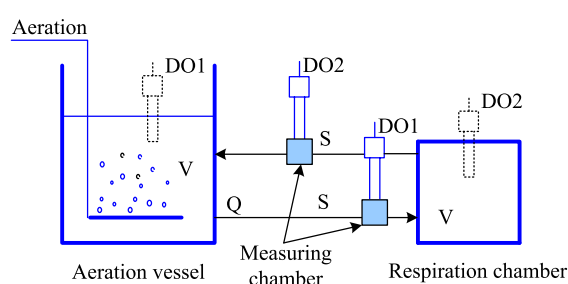 Aeration
DO1
DO2
DO1
DO2
V
S
Q
S
V
Measuring
chamber
Aeration vessel
Respiration chamber